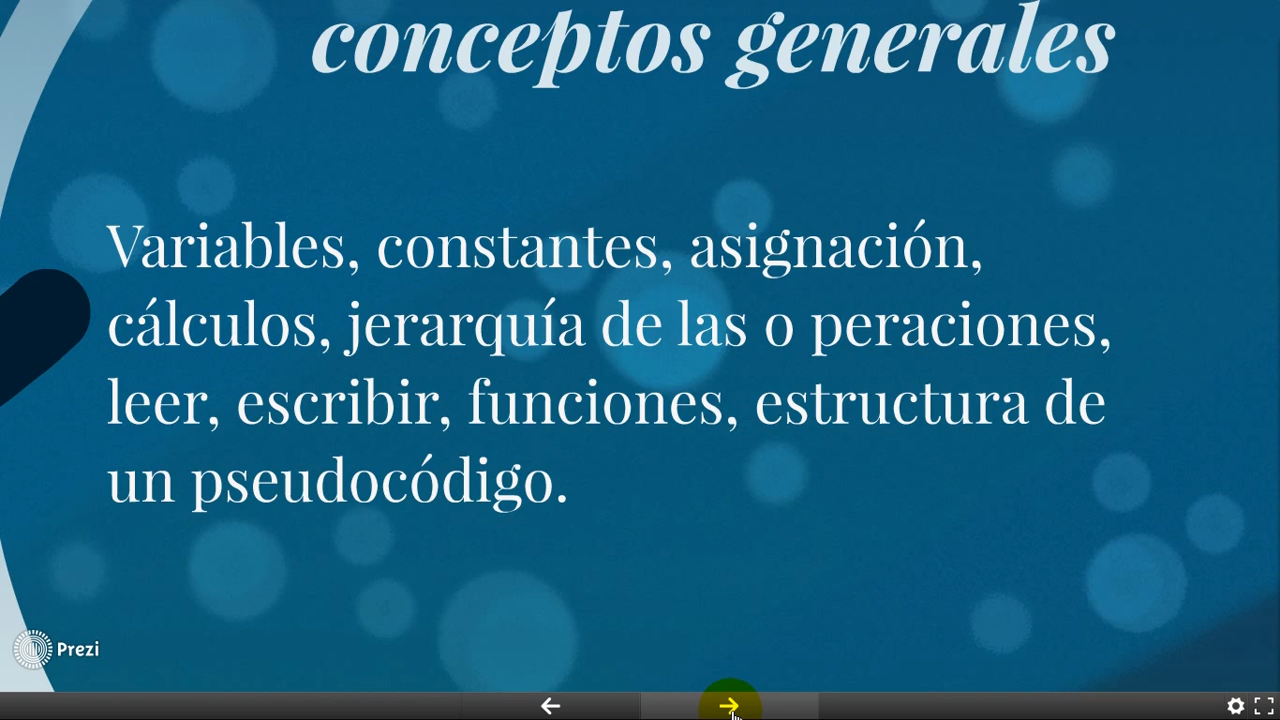 conceptos generales
Variables, constantes, asignación,
cálculos, jerarquía de las o peraciones,
leer, escribir, funciones, estructura de
un pseudocódigo.
Prezi